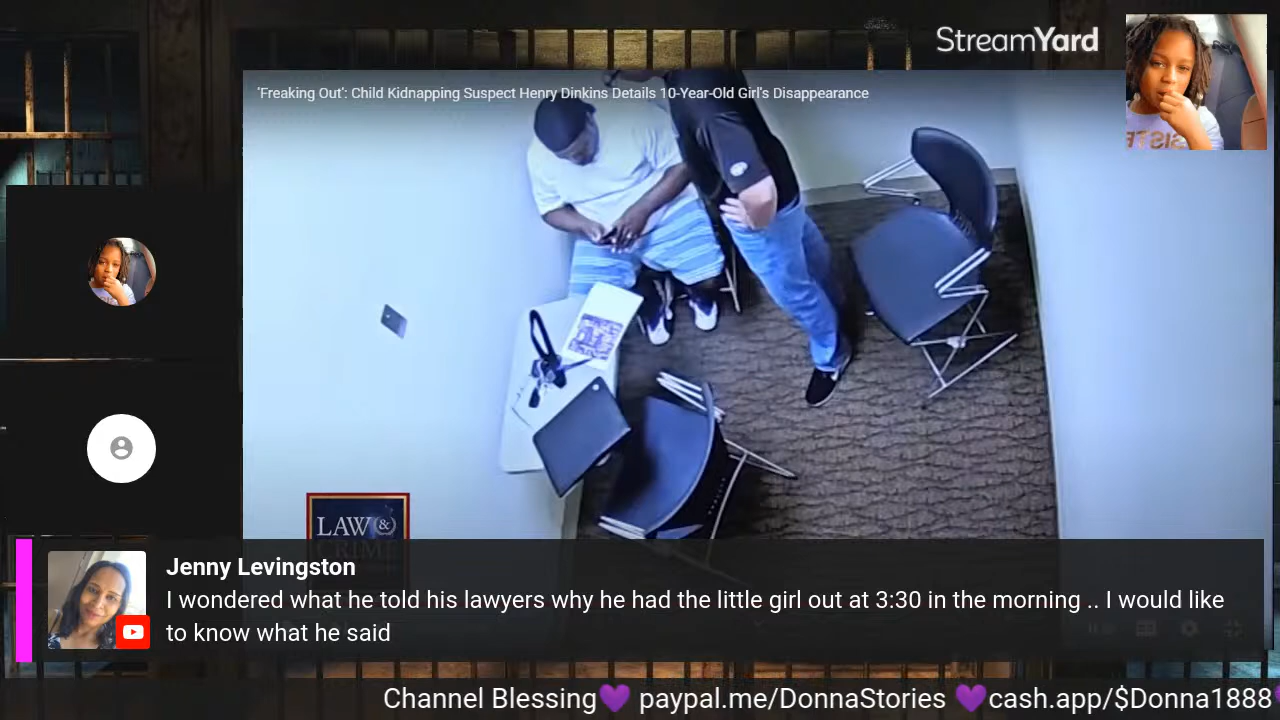 StreamYard
'Freaking Out': Child Kidnapping Suspect Henry Dinkins Details 10-Year-Old Girl's Disappearance
LAW &
CRIME
Jenny Levingston
I wondered what he told his lawyers why he had the little girl out at 3:30 in the morning .. I would like
to know what he said
Channel Blessing💜 paypal.me/DonnaStories 💜cash.app/$Donna1888